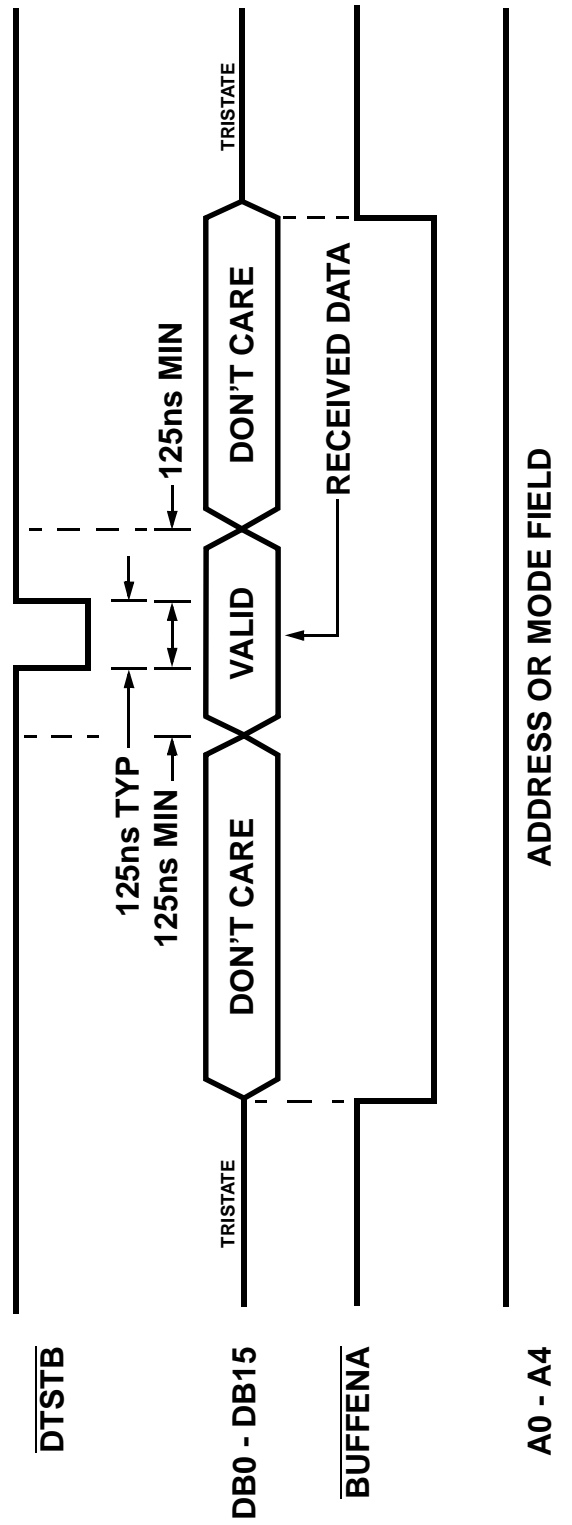 DTSTB
125ns TYP
125ns MIN
125ns MIN
DB0 - DB15
TRISTATE
DON'T CARE
VALID
DON'T CARE
TRISTATE
RECEIVED DATA
BUFFENA
A0 - A4
ADDRESS OR MODE FIELD